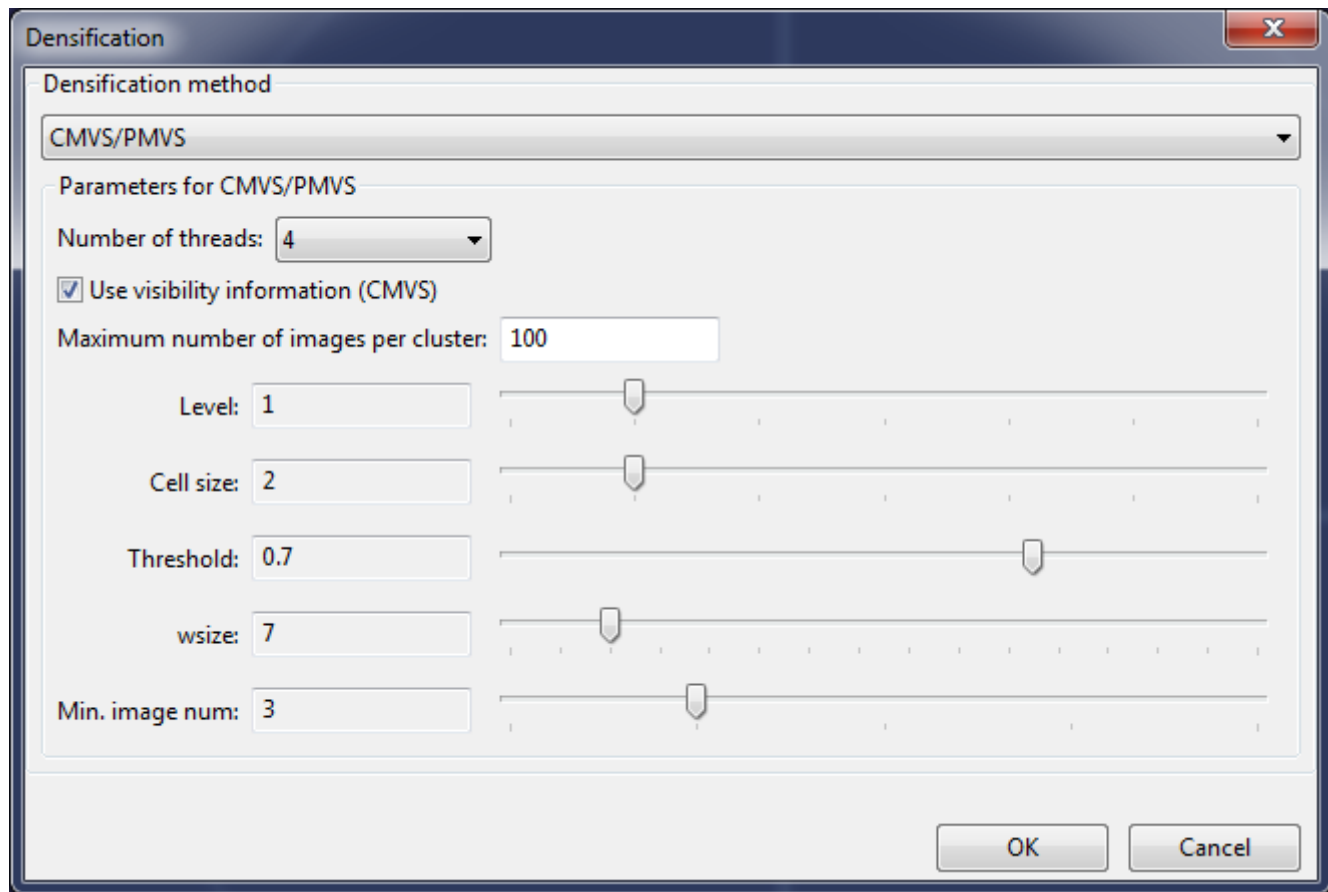 Densification
Densification method
CMVS/PMVS
Parameters for CMVS/PMVS
Number of threads: 4
Use visibility information (CMVS)
Maximum number of images per cluster: 100
Level: 1
Cell size: 2
Threshold: 0.7
wsize: 7
Min. image num: 3
OK Cancel